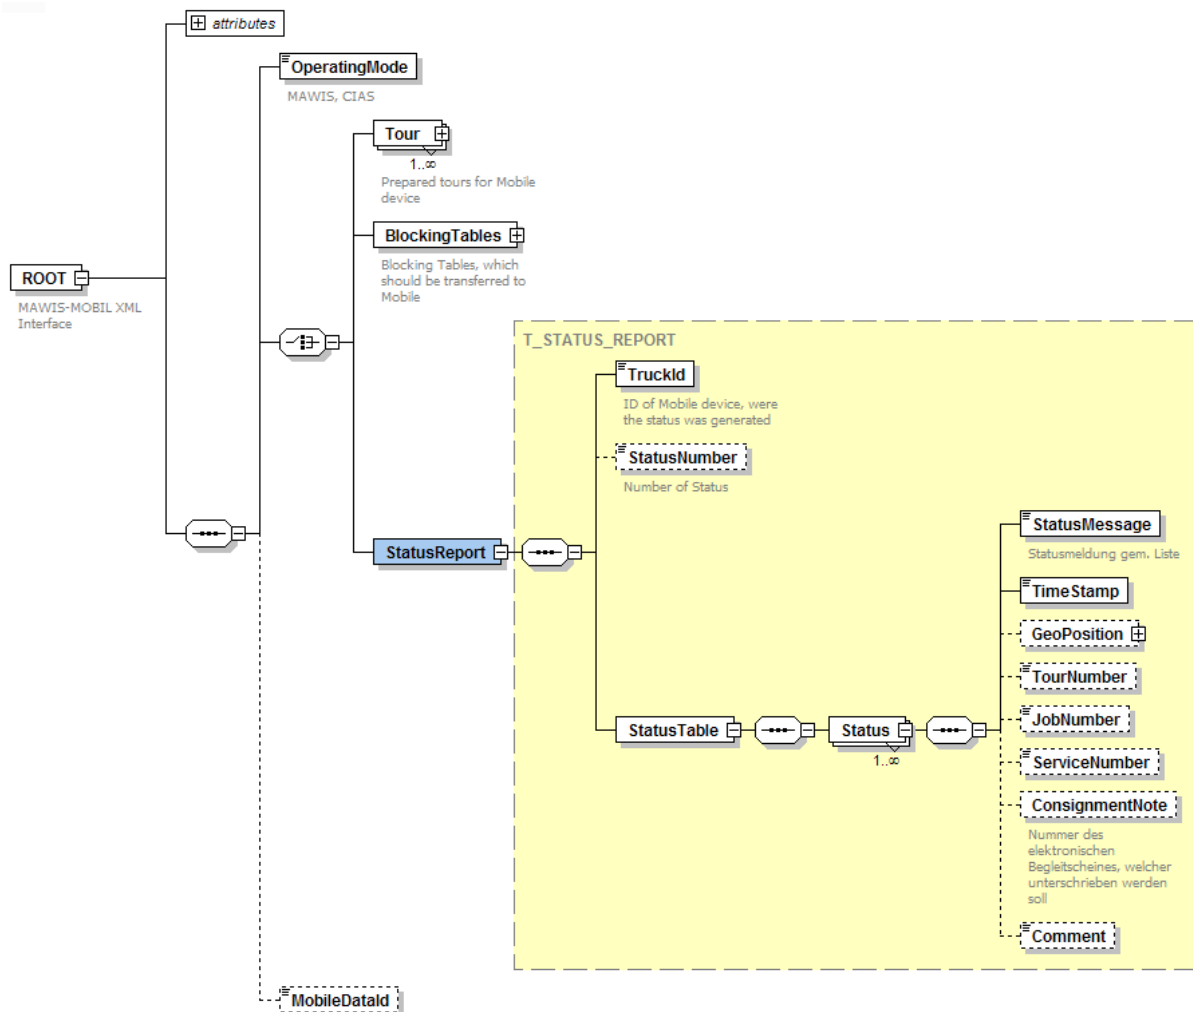 attributes
OperatingMode
MAWIS, CIAS
Tour
1..∞
Prepared tours for Mobile
device
BlockingTables
Blocking Tables, which
should be transferred to
Mobile
ROOT
MAWIS-MOBIL XML
Interface
T_STATUS_REPORT
TruckId
ID of Mobile device, were
the status was generated
StatusNumber
Number of Status
StatusReport
StatusTable
Status
1..∞
StatusMessage
Statusmeldung gem. Liste
TimeStamp
GeoPosition
TourNumber
JobNumber
ServiceNumber
ConsignmentNote
Nummer des
elektronischen
Begleitscheines, welcher
unterschrieben werden
soll
Comment
MobileDataId